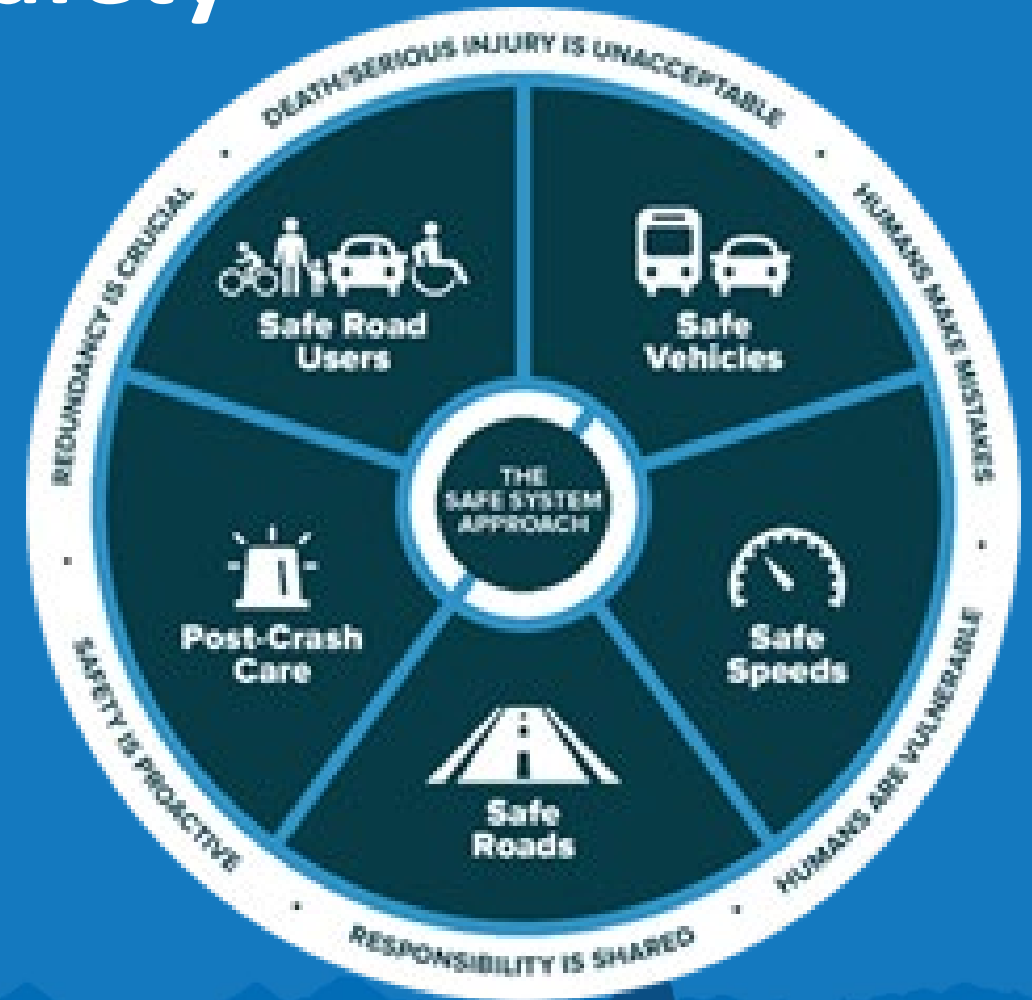 DEATH/SERIOUS INJURY IS UNACCEPTABLE
HUMANS MAKE MISTAKES
HUMANS ARE VULNERABLE
RESPONSIBILITY IS SHARED
SAFETY IS PROACTIVE
REDUNDANCY IS CRUCIAL
Safe Road
Users
Safe
Vehicles
THE
SAFE SYSTEM
APPROACH
Post-Crash
Care
Safe
Speeds
Safe
Roads